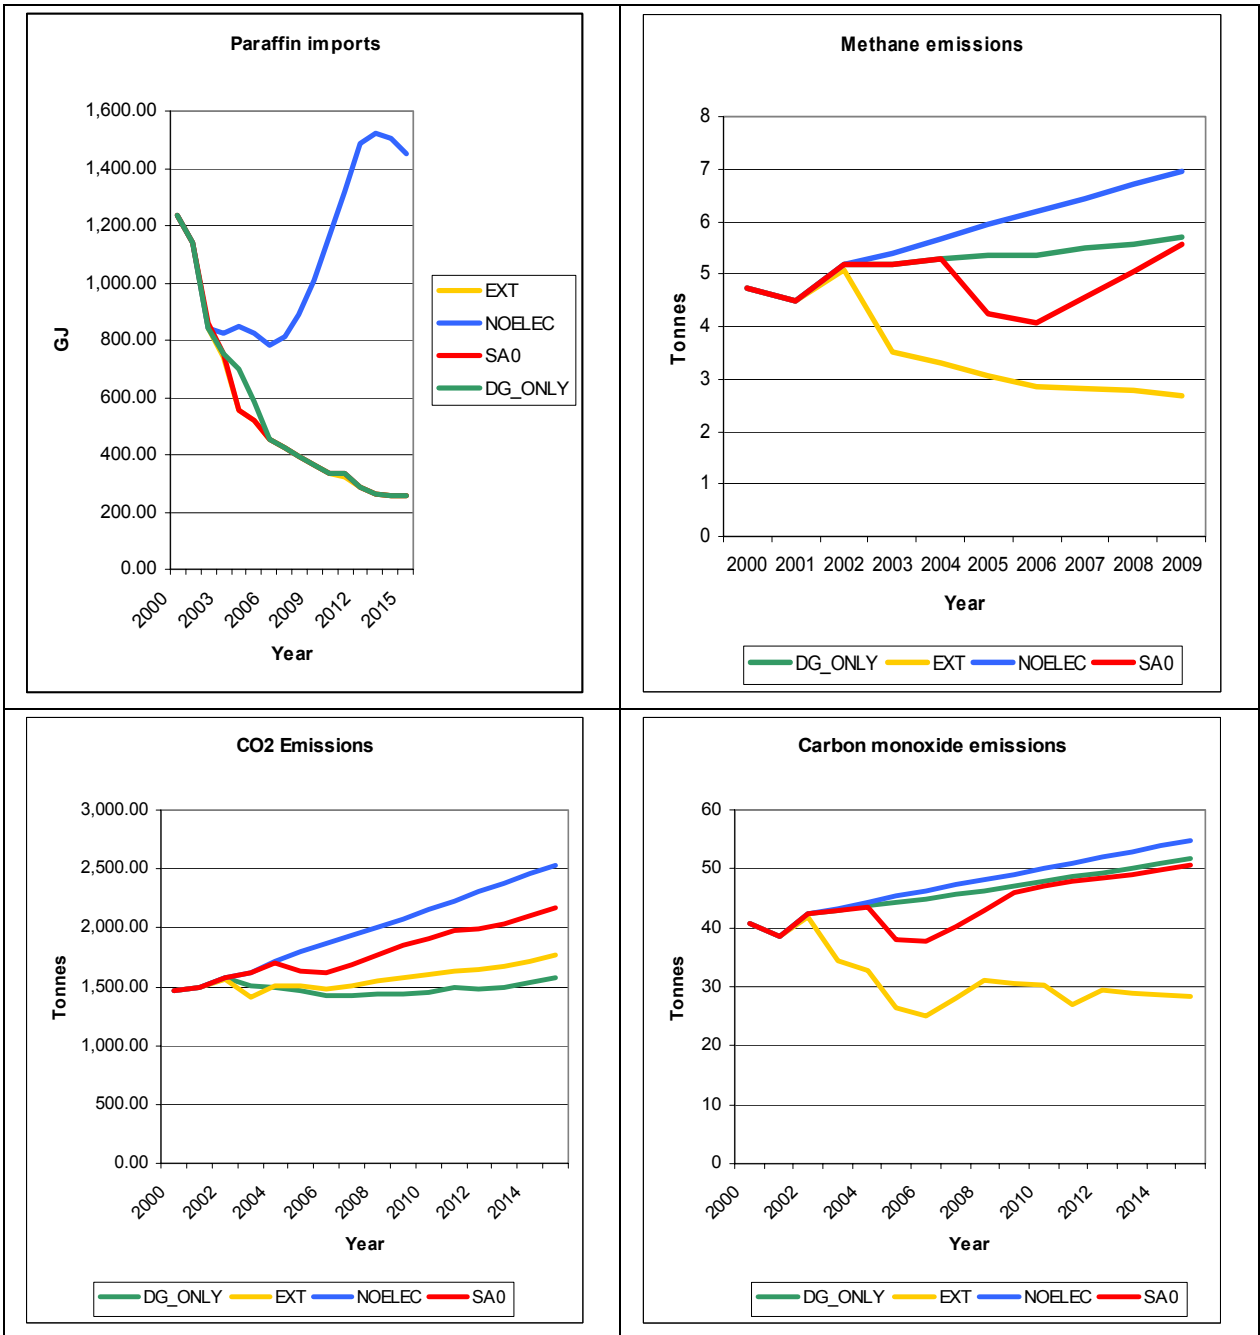 Paraffin imports
1,600.00
1,400.00
1,200.00
1,000.00
800.00
600.00
400.00
200.00
0.00
GJ
2000
2003
2006
2009
2012
2015
Year
EXT
NOELEC
SA0
DG_ONLY
Methane emissions
8
7
6
5
4
3
2
1
0
Tonnes
2000 2001 2002 2003 2004 2005 2006 2007 2008 2009
Year
DG_ONLY EXT NOELEC SA0
CO2 Emissions
3,000.00
2,500.00
2,000.00
1,500.00
1,000.00
500.00
0.00
Tonnes
2000
2002
2004
2006
2008
2010
2012
2014
Year
DG_ONLY EXT NOELEC SA0
Carbon monoxide emissions
60
50
40
30
20
10
0
Tonnes
2000
2002
2004
2006
2008
2010
2012
2014
Year
DG_ONLY EXT NOELEC SA0